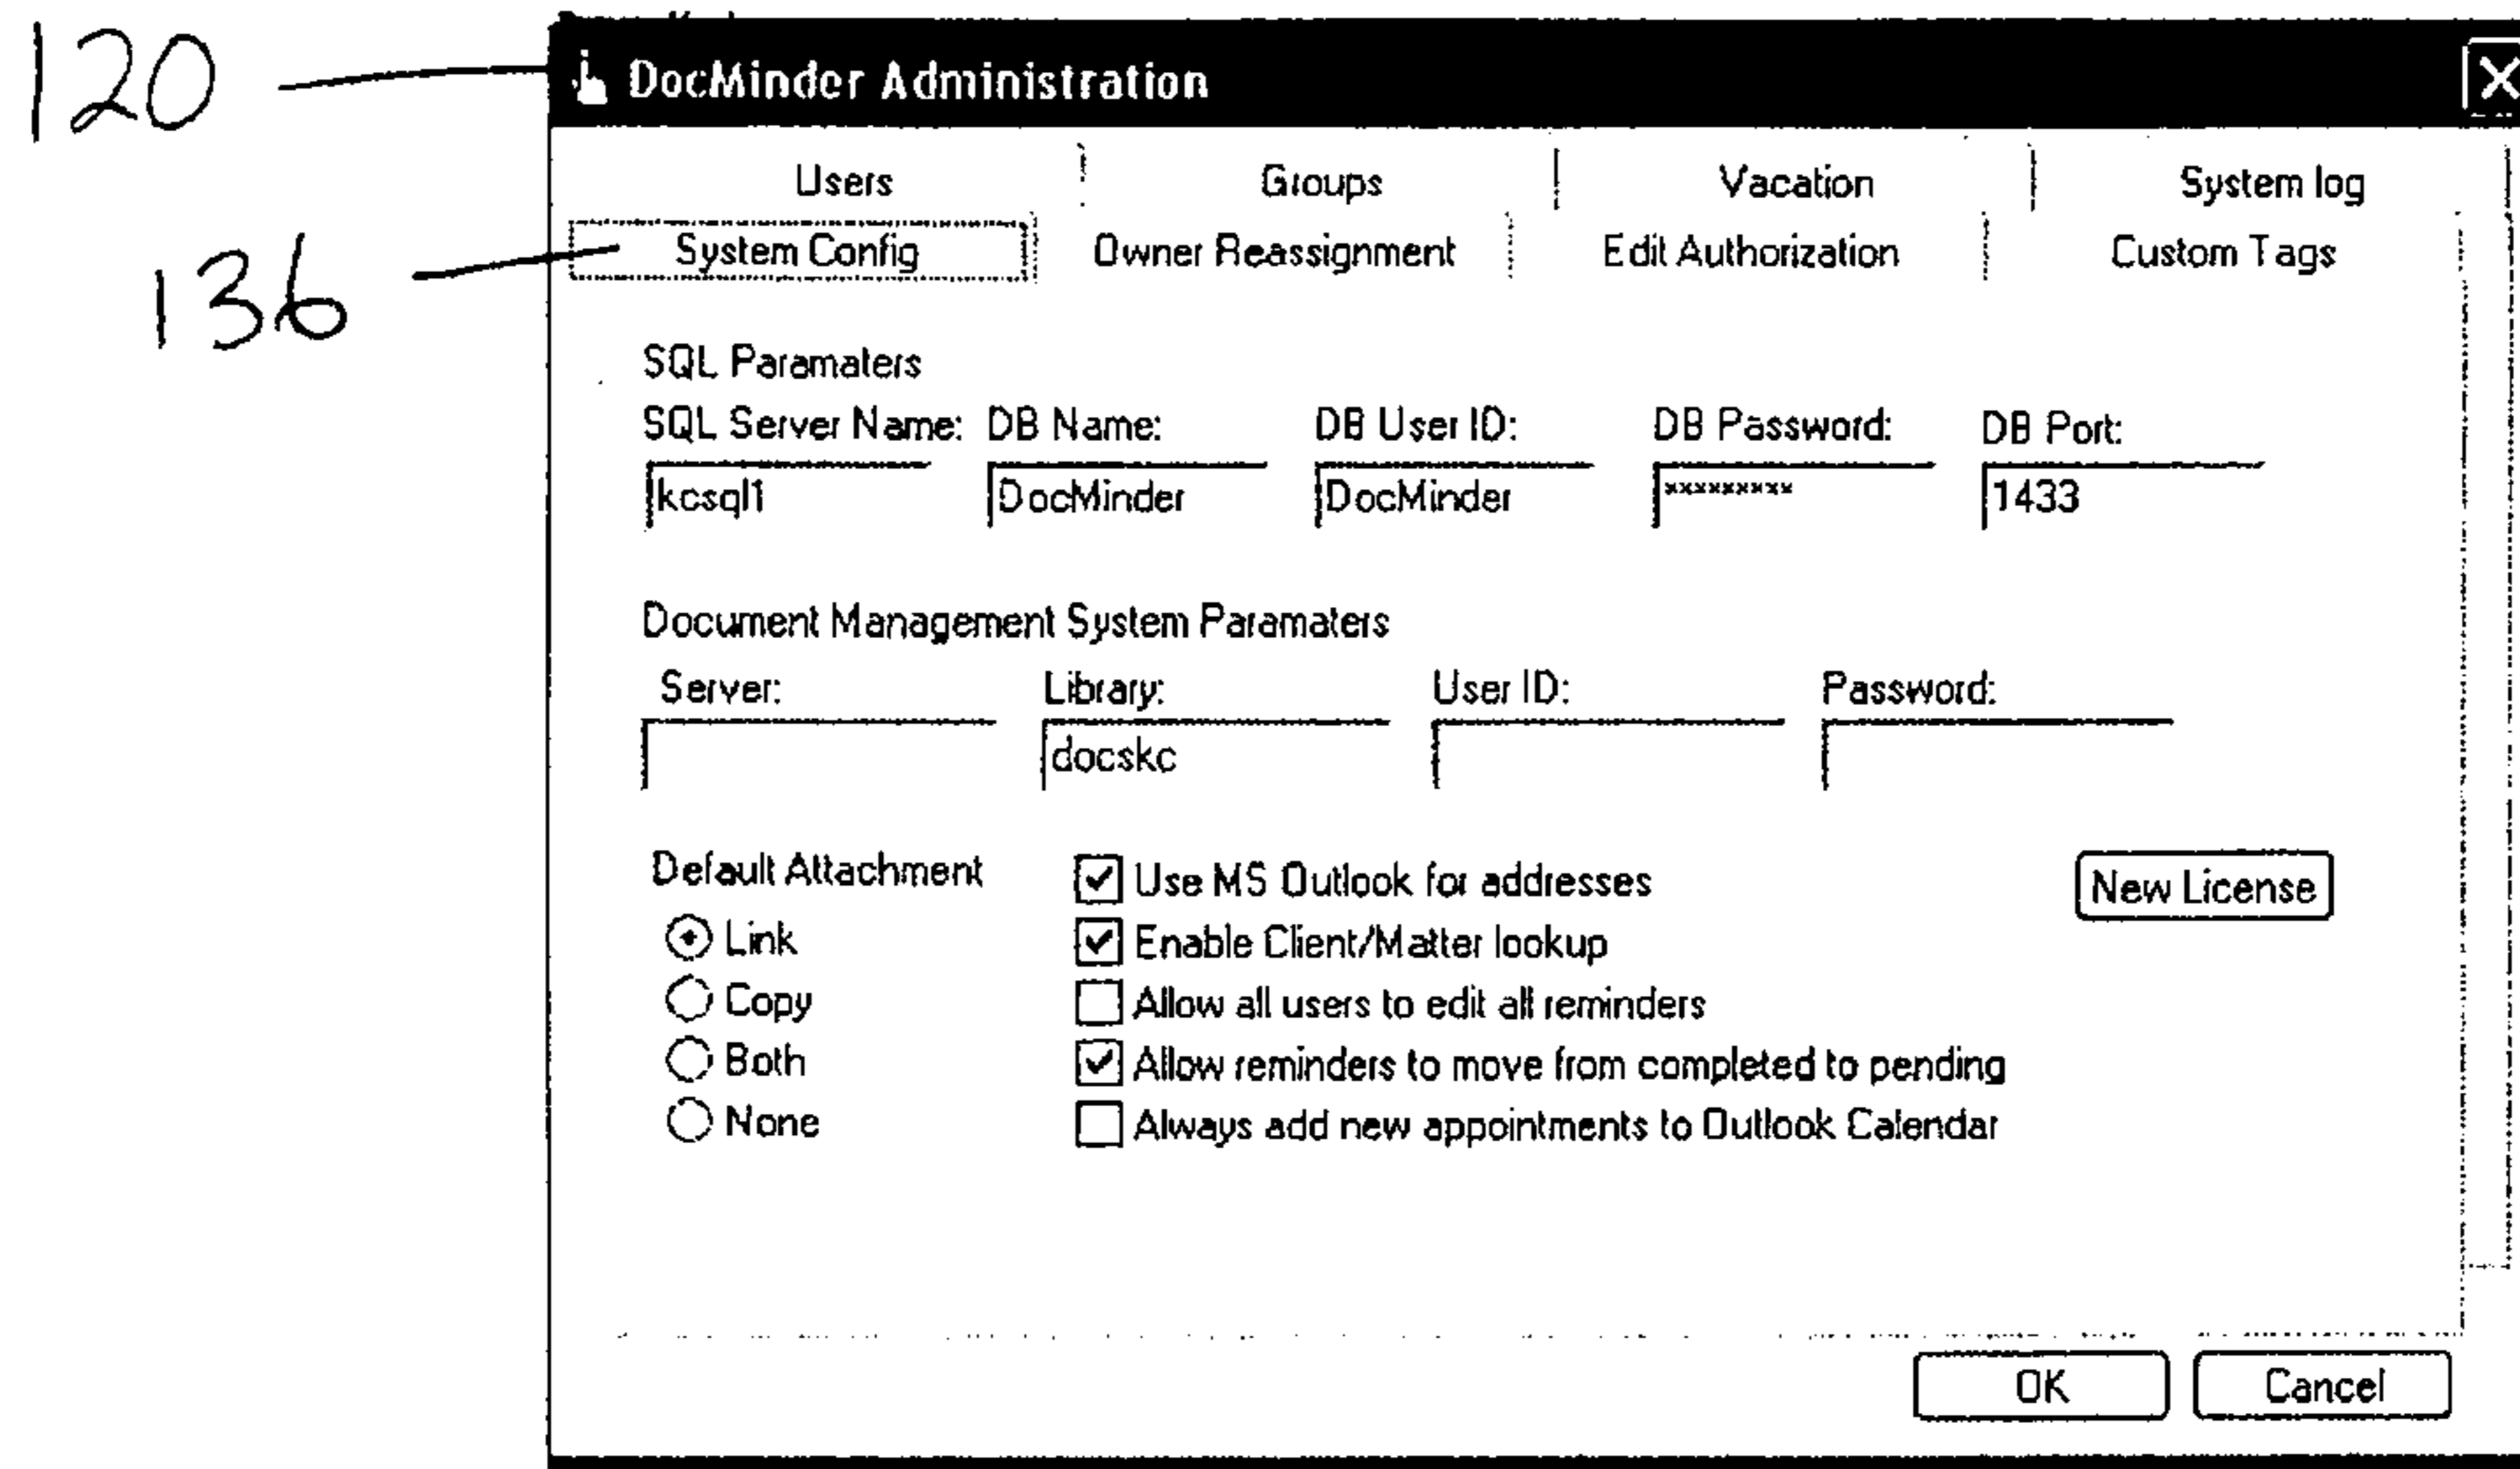 120
DocMinder Administration
Users Groups Vacation System log
136
System Config Owner Reassignment Edit Authorization Custom Tags
SQL Paramaters
SQL Server Name: DB Name: DB User ID: DB Password: DB Port:
kcsql1 DocMinder DocMinder ********* 1433
Document Management System Paramaters
Server: Library: User ID: Password:
docskc
Default Attachment
Use MS Outlook for addresses
New License
Link
Enable Client/Matter lookup
Copy
Allow all users to edit all reminders
Both
Allow reminders to move from completed to pending
None
Always add new appointments to Outlook Calendar
OK Cancel